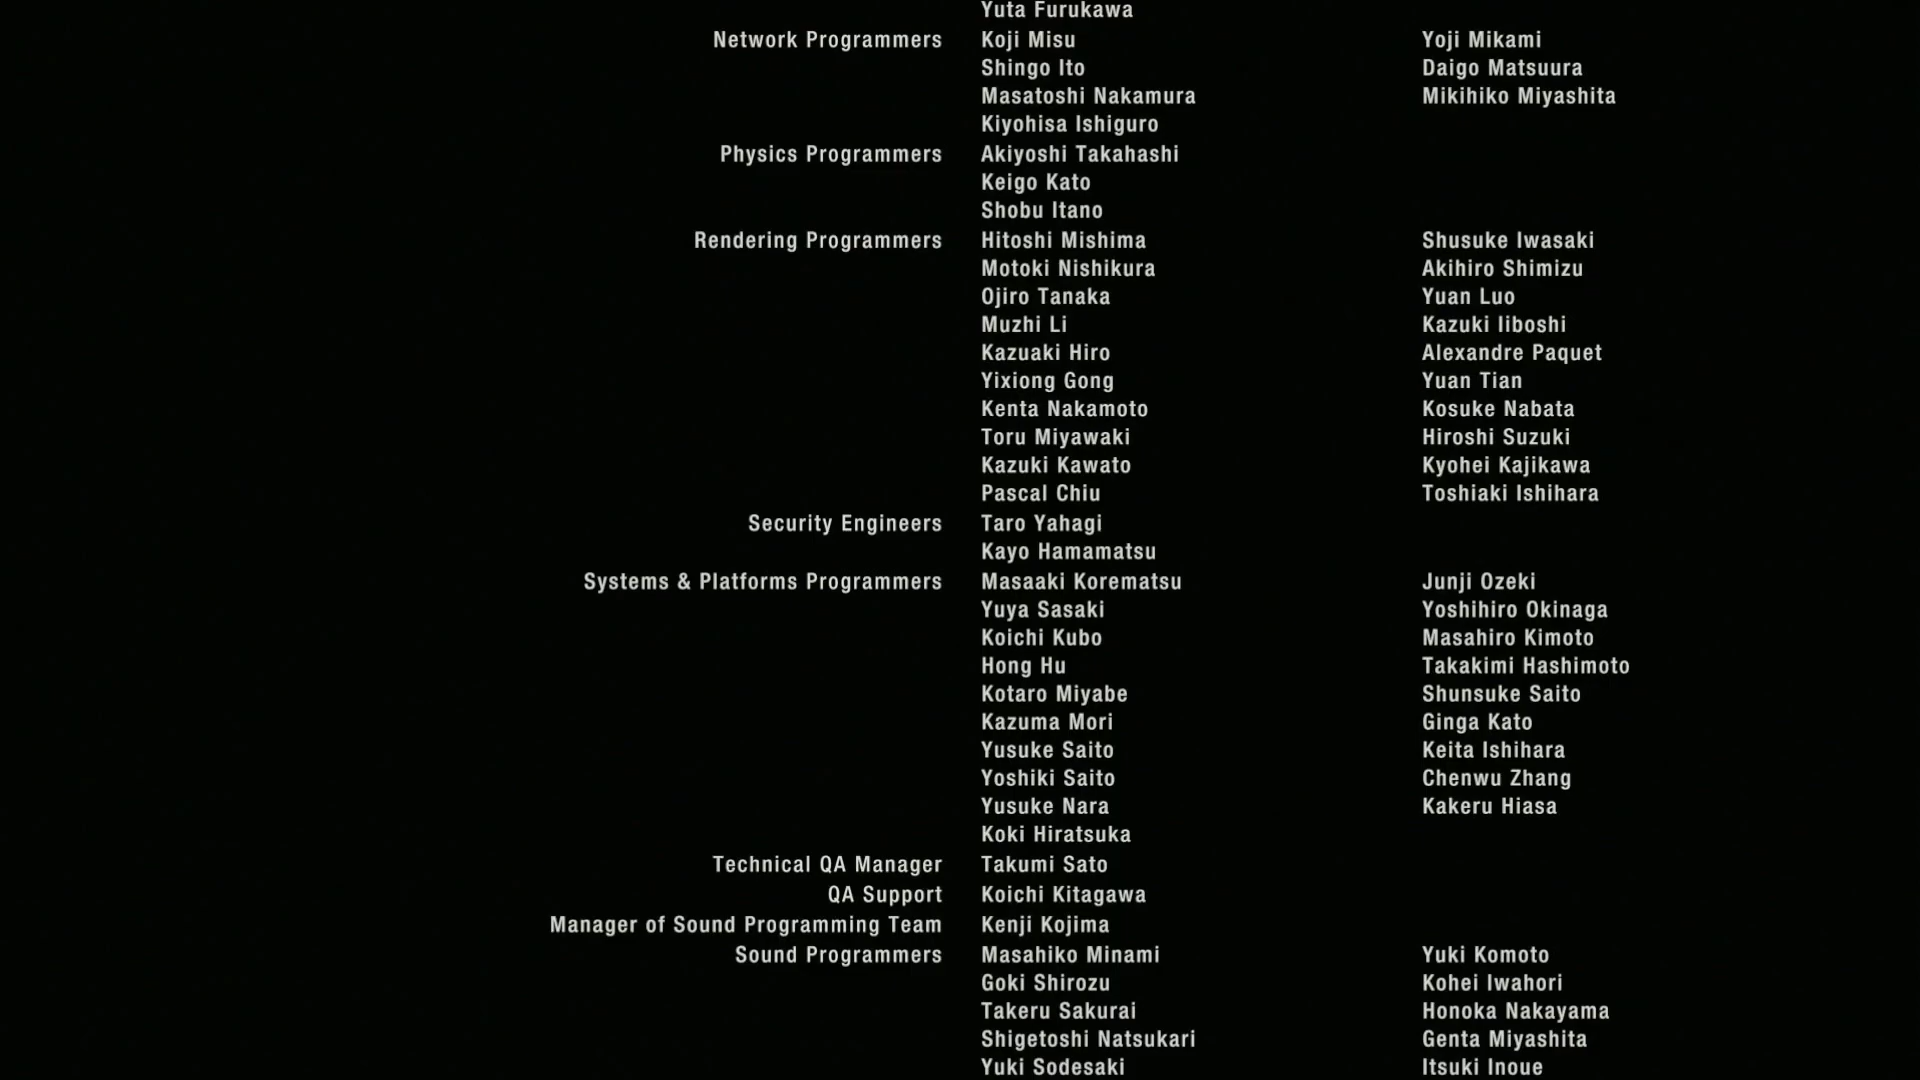 Yuta Furukawa
Network Programmers Koji Misu Yoji Mikami
Shingo Ito Daigo Matsuura
Masatoshi Nakamura Mikihiko Miyashita
Kiyohisa Ishiguro
Physics Programmers Akiyoshi Takahashi
Keigo Kato
Shobu Itano
Rendering Programmers Hitoshi Mishima Shusuke Iwasaki
Motoki Nishikura Akihiro Shimizu
Ojiro Tanaka Yuan Luo
Muzhi Li Kazuki Iiboshi
Kazuaki Hiro Alexandre Paquet
Yixiong Gong Yuan Tian
Kenta Nakamoto Kosuke Nabata
Toru Miyawaki Hiroshi Suzuki
Kazuki Kawato Kyohei Kajikawa
Pascal Chiu Toshiaki Ishihara
Security Engineers Taro Yahagi
Kayo Hamamatsu
Systems & Platforms Programmers Masaaki Korematsu Junji Ozeki
Yuya Sasaki Yoshihiro Okinaga
Koichi Kubo Masahiro Kimoto
Hong Hu Takakimi Hashimoto
Kotaro Miyabe Shunsuke Saito
Kazuma Mori Ginga Kato
Yusuke Saito Keita Ishihara
Yoshiki Saito Chenwu Zhang
Yusuke Nara Kakeru Hiasa
Koki Hiratsuka
Technical QA Manager Takumi Sato
QA Support Koichi Kitagawa
Manager of Sound Programming Team Kenji Kojima
Sound Programmers Masahiko Minami Yuki Komoto
Goki Shirozu Kohei Iwahori
Takeru Sakurai Honoka Nakayama
Shigetoshi Natsukari Genta Miyashita
Yuki Sodesaki Itsuki Inoue